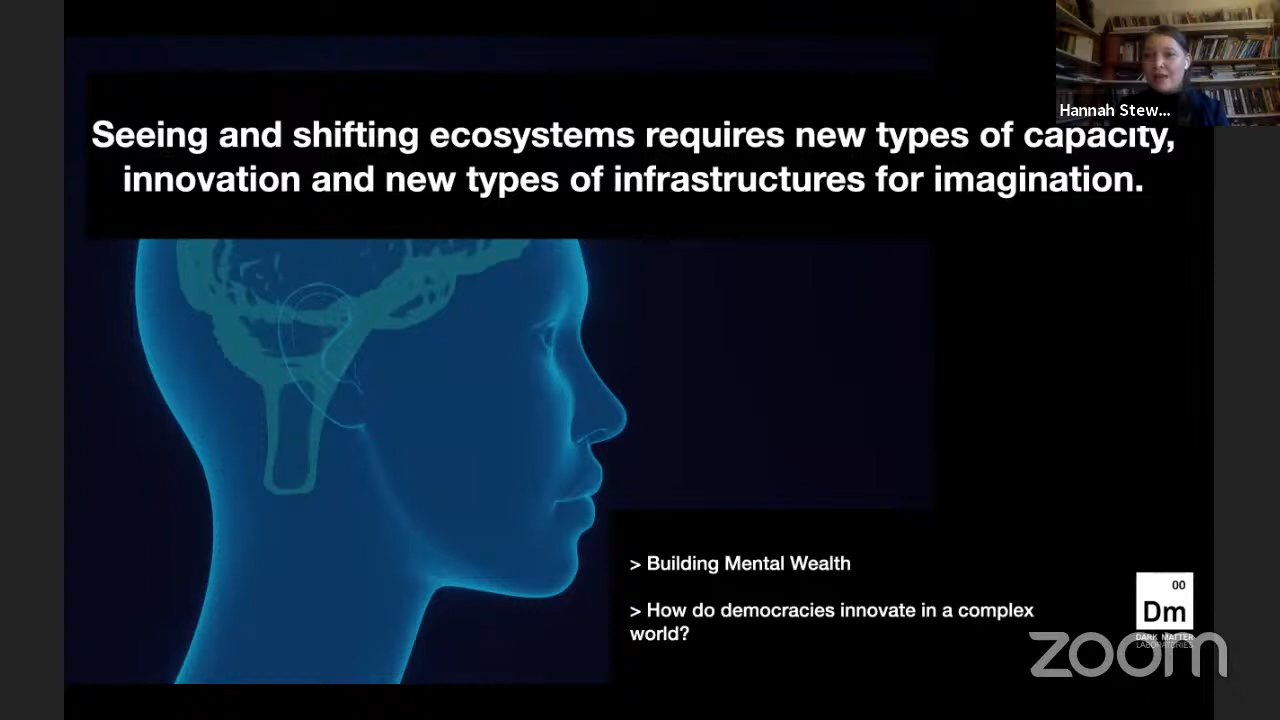 Hannah Stew...
Seeing and shifting ecosystems requires new types of capacity,
innovation and new types of infrastructures for imagination.
> Building Mental Wealth
> How do democracies innovate in a complex
world?
00
Dm
DARK MATTER
LABORATORIES
zoom